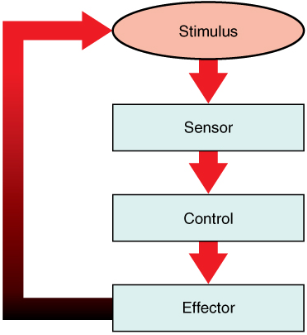 Stimulus
Sensor
Control
Effector